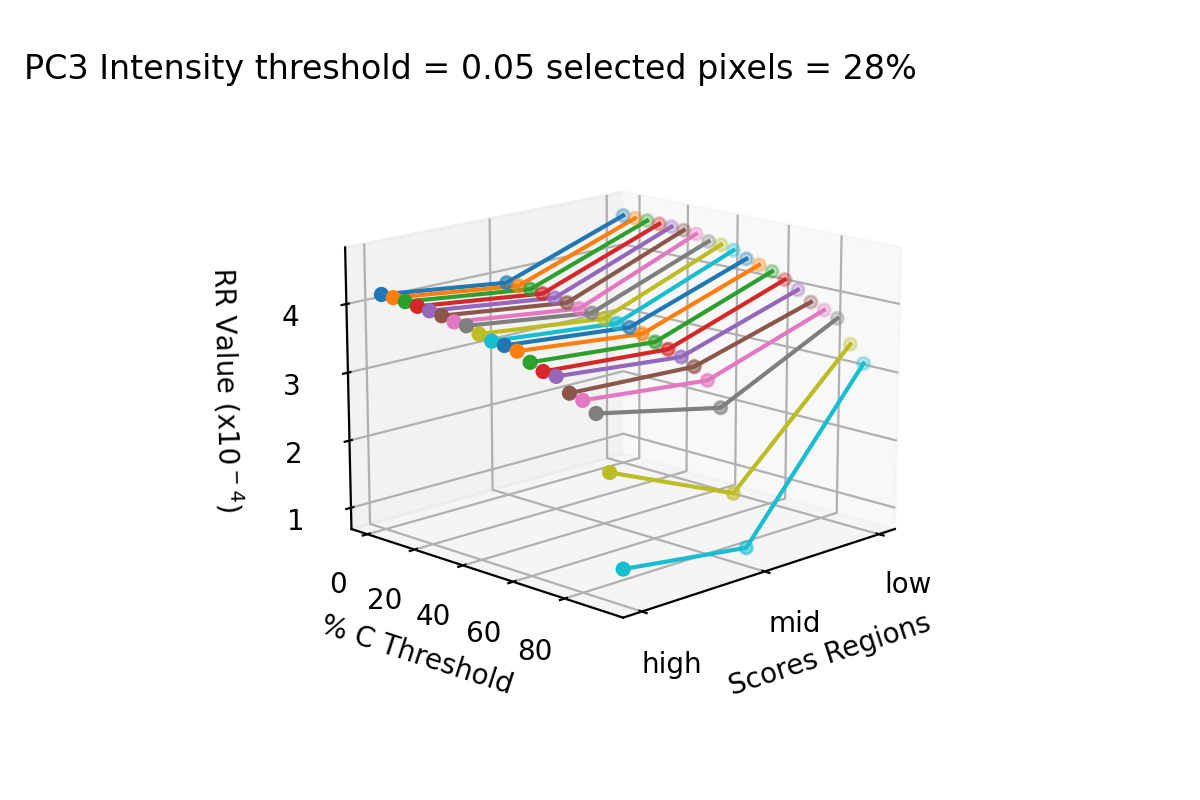 PC3 Intensity threshold = 0.05 selected pixels = 28%
RR Value (x10⁻⁴)
4
3
2
1
0
20
40
60
80
% C Threshold
low
mid
high
Scores Regions